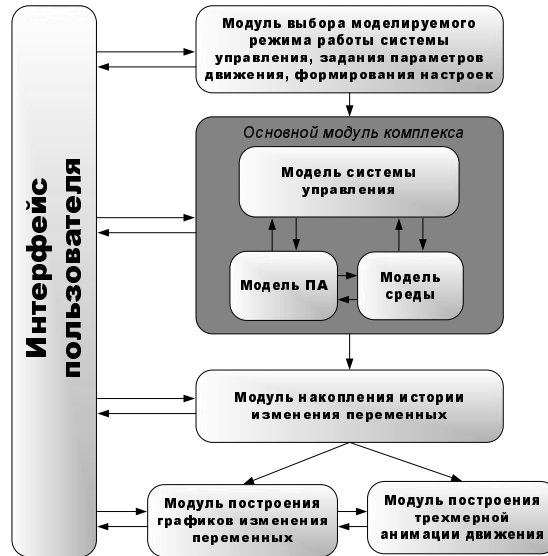 Интерфейс
пользователя
Модуль выбора моделируемого
режима работы системы
управления, задания параметров
движения, формирования настроек
Основной модуль комплекса
Модель системы
управления
Модель ПА
Модель
среды
Модуль накопления истории
изменения переменных
Модуль построения
графиков изменения
переменных
Модуль построения
трехмерной
анимации движения